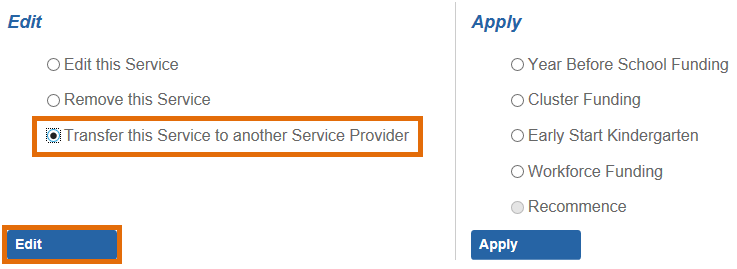 Edit
Edit this Service
Remove this Service
Transfer this Service to another Service Provider
Edit
Apply
Year Before School Funding
Cluster Funding
Early Start Kindergarten
Workforce Funding
Recommence
Apply